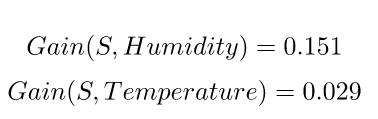 Gain(S, Humidity) = 0.151
Gain(S, Temperature) = 0.029